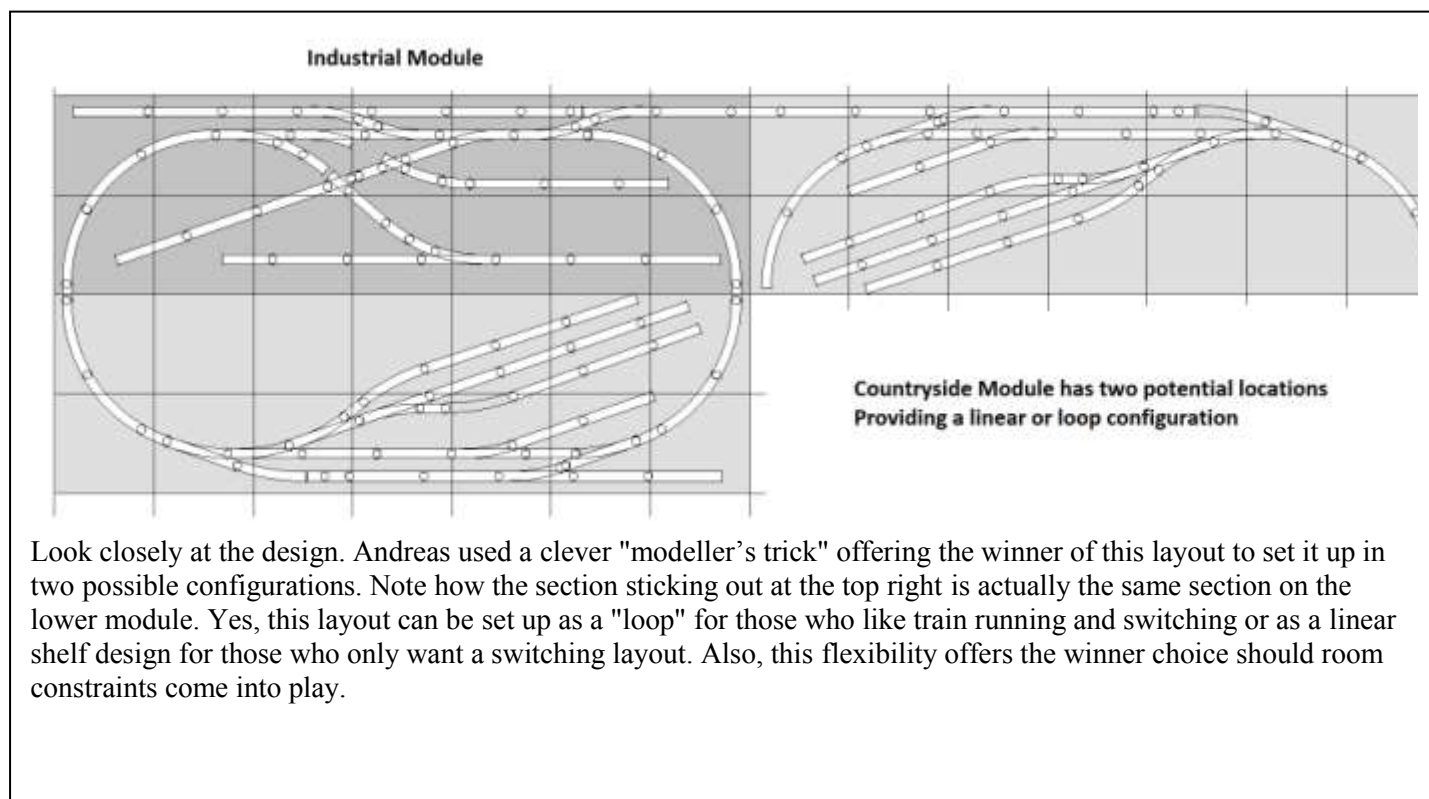 Industrial Module
Countryside Module has two potential locations
Providing a linear or loop configuration
Look closely at the design. Andreas used a clever "modeller’s trick" offering the winner of this layout to set it up in
two possible configurations. Note how the section sticking out at the top right is actually the same section on the
lower module. Yes, this layout can be set up as a "loop" for those who like train running and switching or as a linear
shelf design for those who only want a switching layout. Also, this flexibility offers the winner choice should room
constraints come into play.